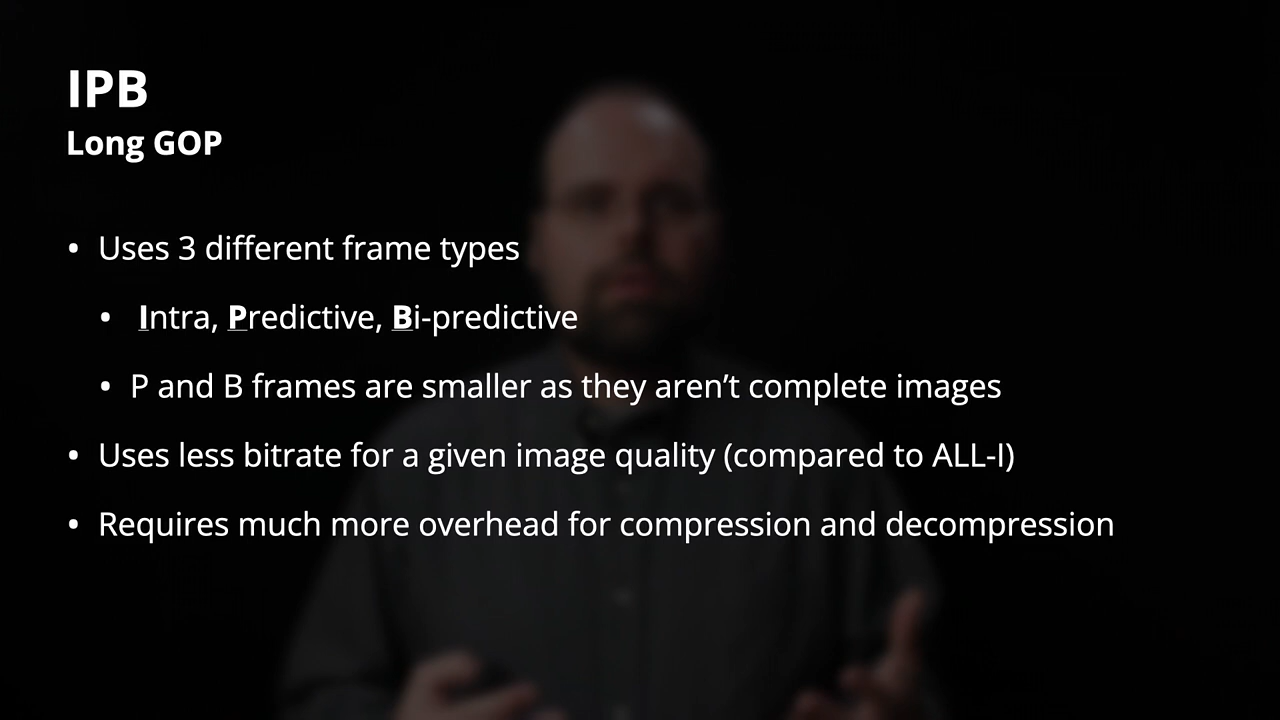 IPB
Long GOP
• Uses 3 different frame types
• Intra, Predictive, Bi-predictive
• P and B frames are smaller as they aren’t complete images
• Uses less bitrate for a given image quality (compared to ALL-I)
• Requires much more overhead for compression and decompression